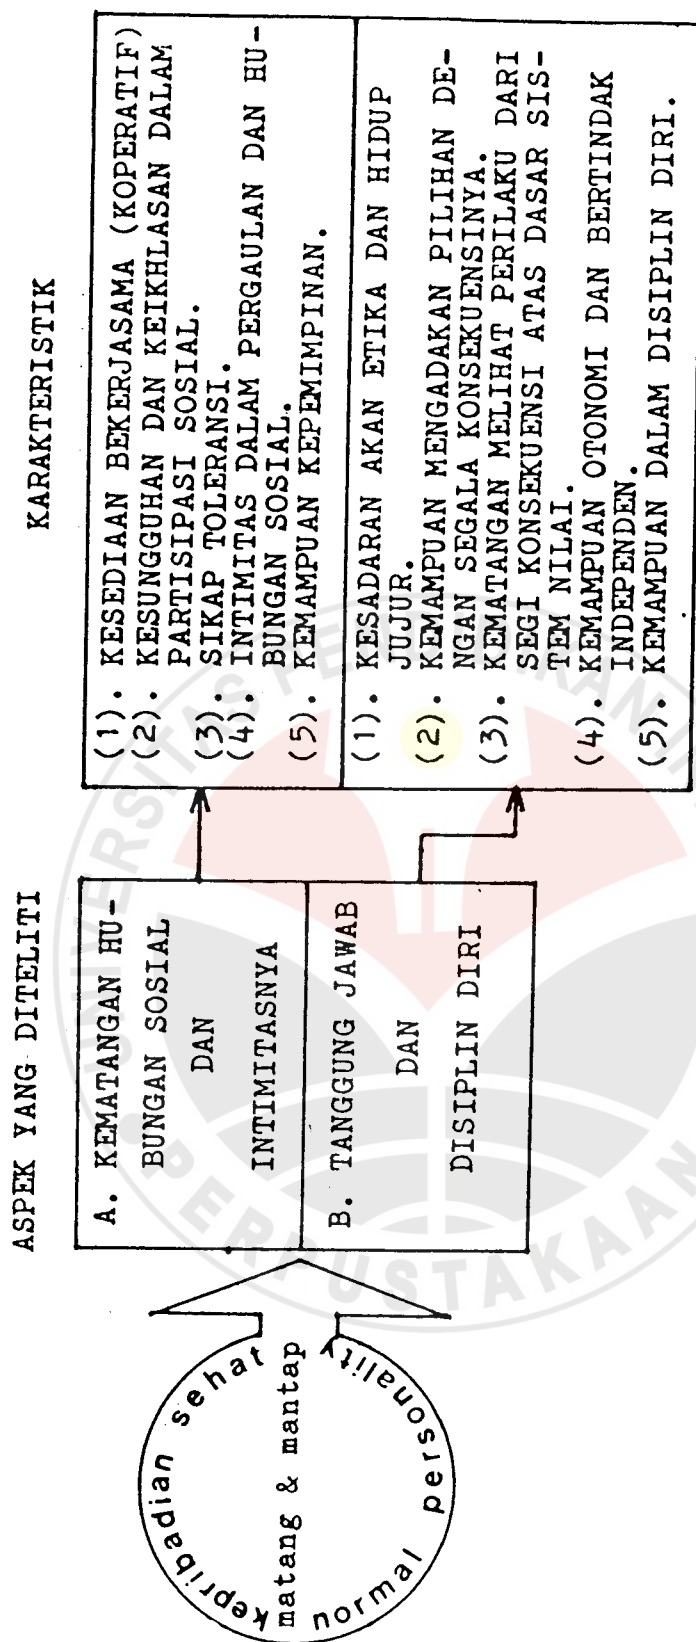 ASPEK YANG DITELITI
KARAKTERISTIK
kepribadian sehat
matang & mantap
normal personality
A. KEMATANGAN HU-
BUNGAN SOSIAL
DAN
INTIMITASNYA
B. TANGGUNG JAWAB
DAN
DISIPLIN DIRI
(1). KESEDIAAN BEKERJASAMA (KOPERATIF)
(2). KESUNGGUHAN DAN KEIKHLASAN DALAM
PARTISIPASI SOSIAL.
(3). SIKAP TOLERANSI.
(4). INTIMITAS DALAM PERGAULAN DAN HU-
BUNGAN SOSIAL.
(5). KEMAMPUAN KEPEMIMPINAN.
(1). KESADARAN AKAN ETIKA DAN HIDUP
JUJUR.
(2). KEMAMPUAN MENGADAKAN PILIHAN DE-
NGAN SEGALA KONSEKUENSINYA.
(3). KEMATANGAN MELIHAT PERILAKU DARI
SEGI KONSEKUENSI ATAS DASAR SIS-
TEM NILAI.
(4). KEMAMPUAN OTONOMI DAN BERTINDAK
INDEPENDEN.
(5). KEMAMPUAN DALAM DISIPLIN DIRI.
PERPUSTAKAAN